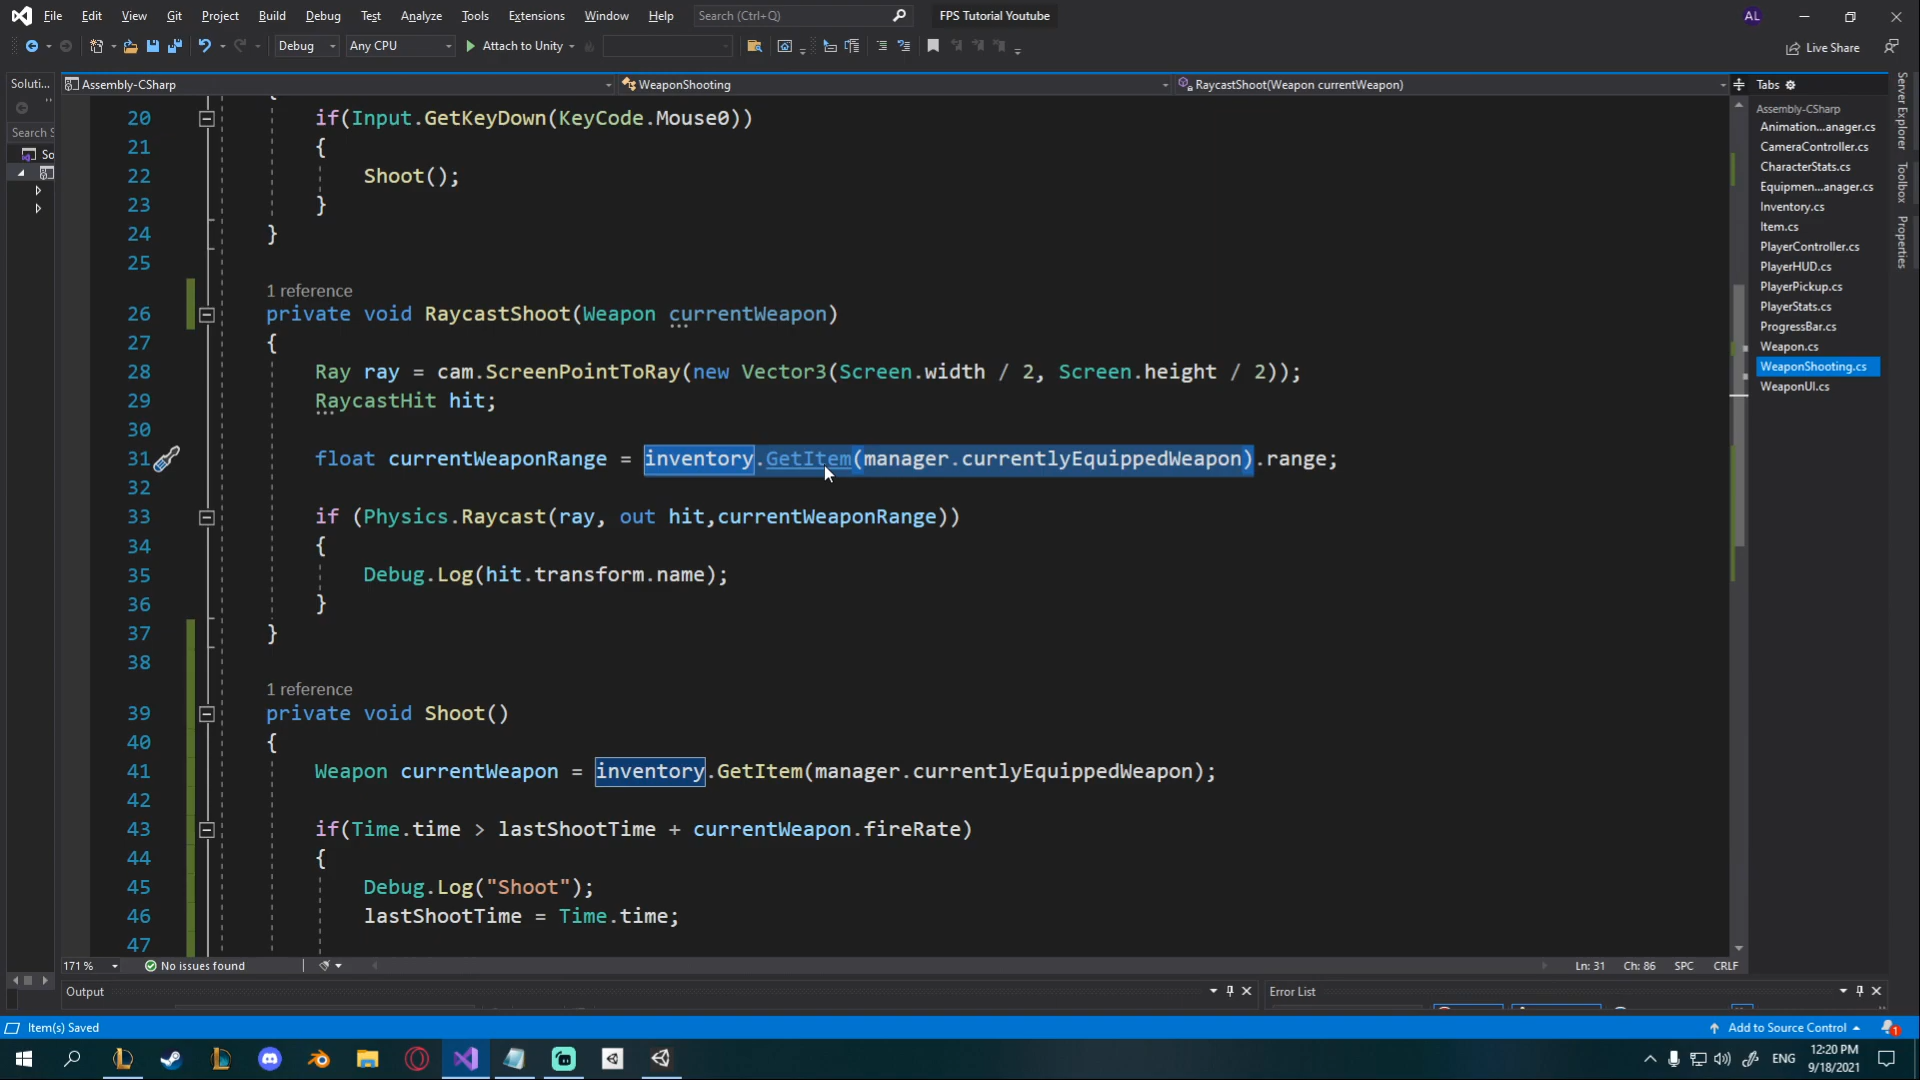 File Edit View Git Project Build Debug Test Analyze Tools Extensions Window Help Search (Ctrl+Q) FPS Tutorial Youtube AL
Debug Any CPU Attach to Unity Live Share
Soluti... Assembly-CSharp WeaponShooting RaycastShoot(Weapon currentWeapon) Tabs
Search S
So
20 if(Input.GetKeyDown(KeyCode.Mouse0))
21 {
22 Shoot();
23 }
24 }
25
1 reference
26 private void RaycastShoot(Weapon currentWeapon)
27 {
28 Ray ray = cam.ScreenPointToRay(new Vector3(Screen.width / 2, Screen.height / 2));
29 RaycastHit hit;
30
31 float currentWeaponRange = inventory.GetItem(manager.currentlyEquippedWeapon).range;
32
33 if (Physics.Raycast(ray, out hit,currentWeaponRange))
34 {
35 Debug.Log(hit.transform.name);
36 }
37 }
38
1 reference
39 private void Shoot()
40 {
41 Weapon currentWeapon = inventory.GetItem(manager.currentlyEquippedWeapon);
42
43 if(Time.time > lastShootTime + currentWeapon.fireRate)
44 {
45 Debug.Log("Shoot");
46 lastShootTime = Time.time;
47
Assembly-CSharp
Animation...anager.cs
CameraController.cs
CharacterStats.cs
Equipmen...anager.cs
Inventory.cs
Item.cs
PlayerController.cs
PlayerHUD.cs
PlayerPickup.cs
PlayerStats.cs
ProgressBar.cs
Weapon.cs
WeaponShooting.cs
WeaponUI.cs
Server Explorer
Toolbox
Properties
171 % No issues found Ln: 31 Ch: 86 SPC CRLF
Output Error List
Item(s) Saved Add to Source Control 1
ENG 12:20 PM
9/18/2021